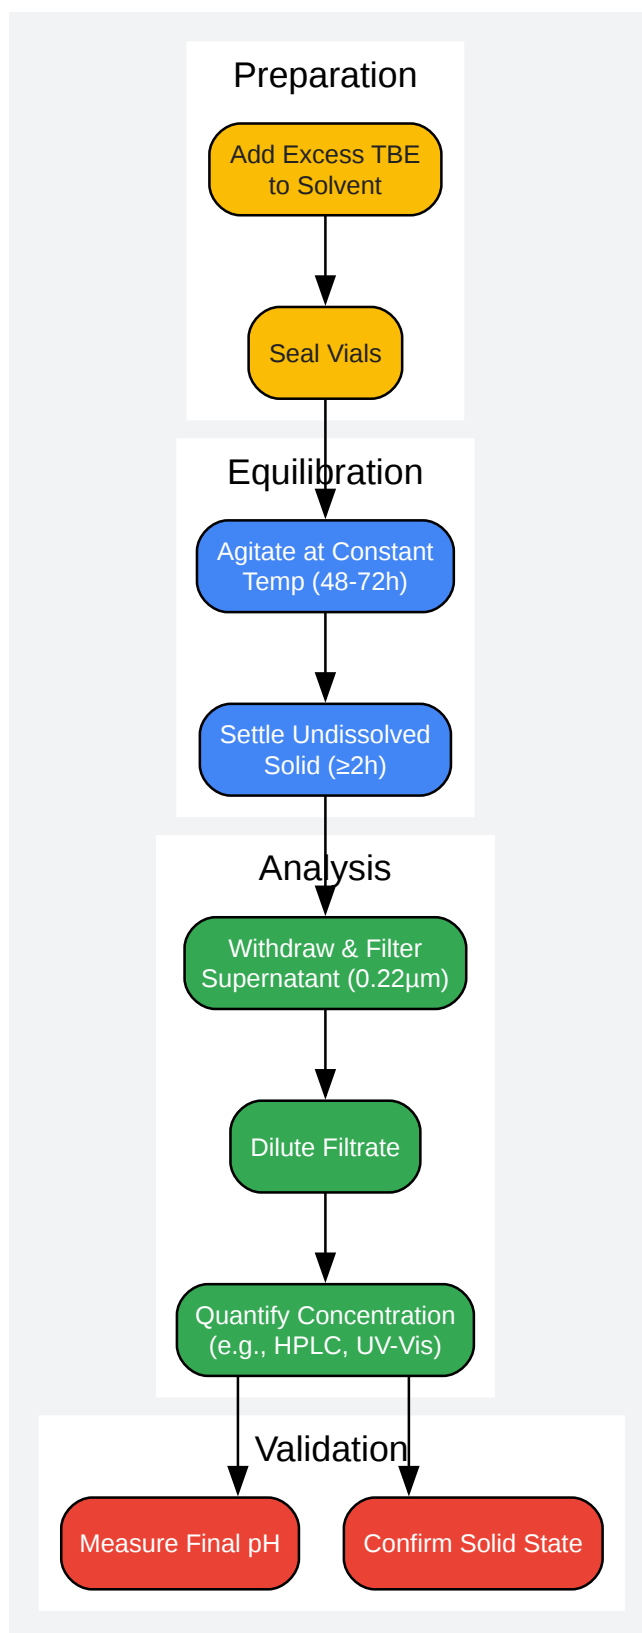 Preparation
Add Excess TBE
to Solvent
Seal Vials
Equilibration
Agitate at Constant
Temp (48-72h)
Settle Undissolved
Solid (≥2h)
Analysis
Withdraw & Filter
Supernatant (0.22µm)
Dilute Filtrate
Quantify Concentration
(e.g., HPLC, UV-Vis)
Validation
Measure Final pH
Confirm Solid State